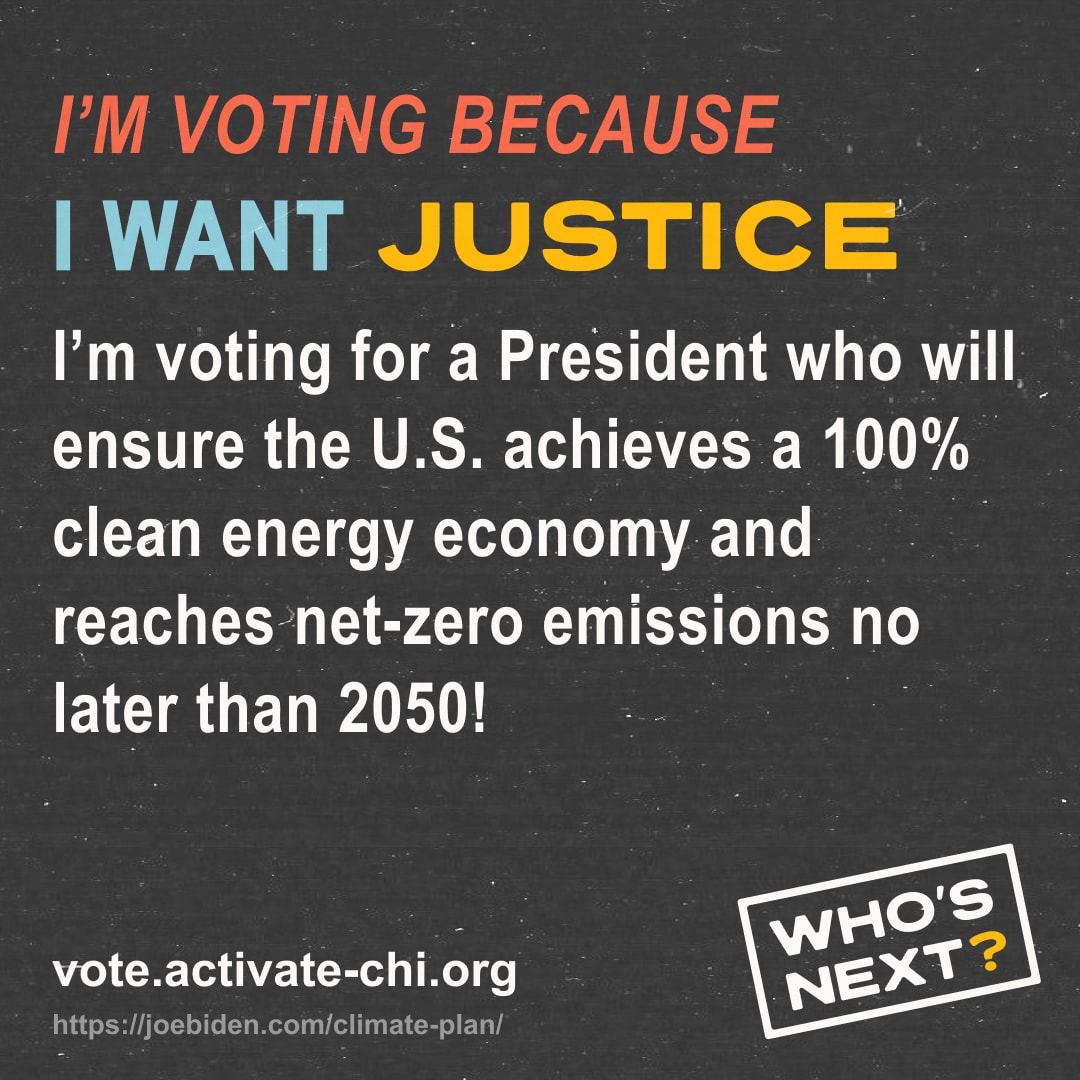 I'M VOTING BECAUSE
I WANT JUSTICE
I'm voting for a President who will
ensure the U.S. achieves a 100%
clean energy economy and
reaches net-zero emissions no
later than 2050!
WHO'S
NEXT?
vote.activate-chi.org
https://joebiden.com/climate-plan/